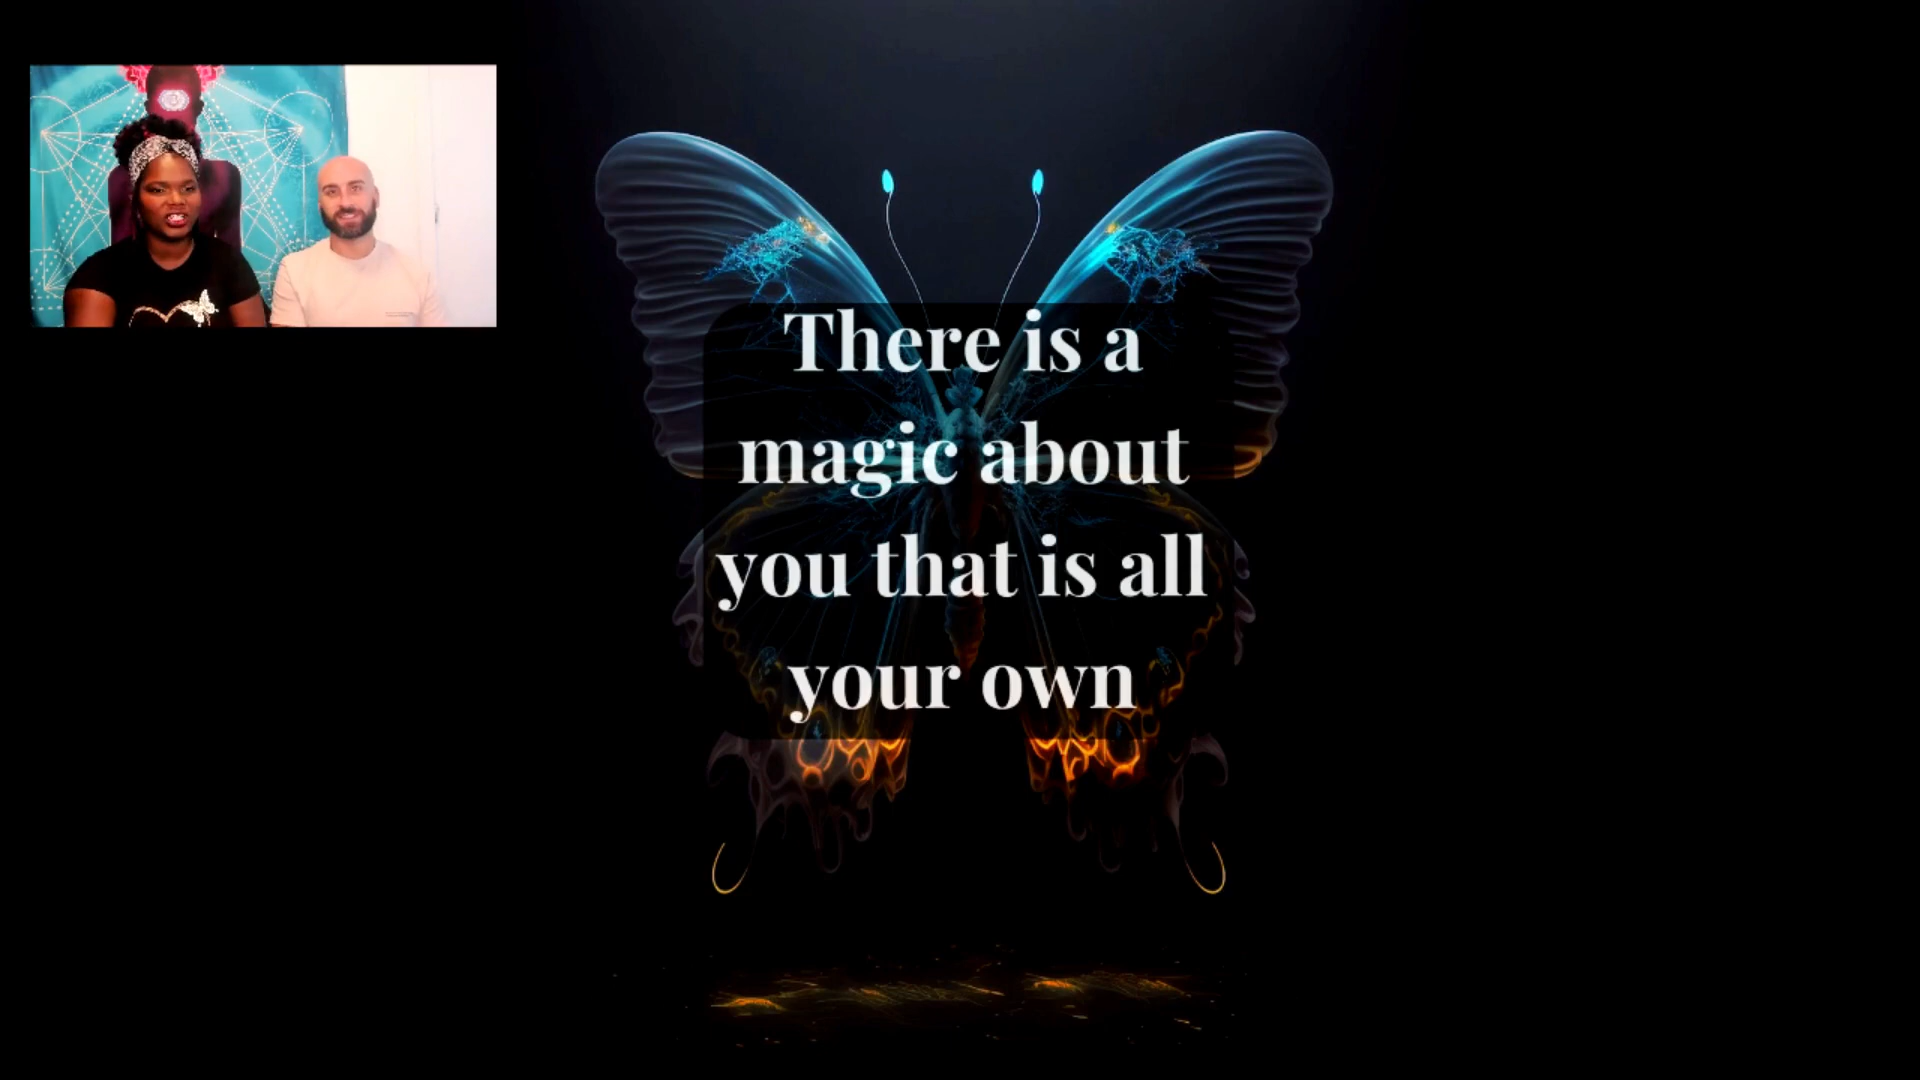 There is a
magic about
you that is all
your own